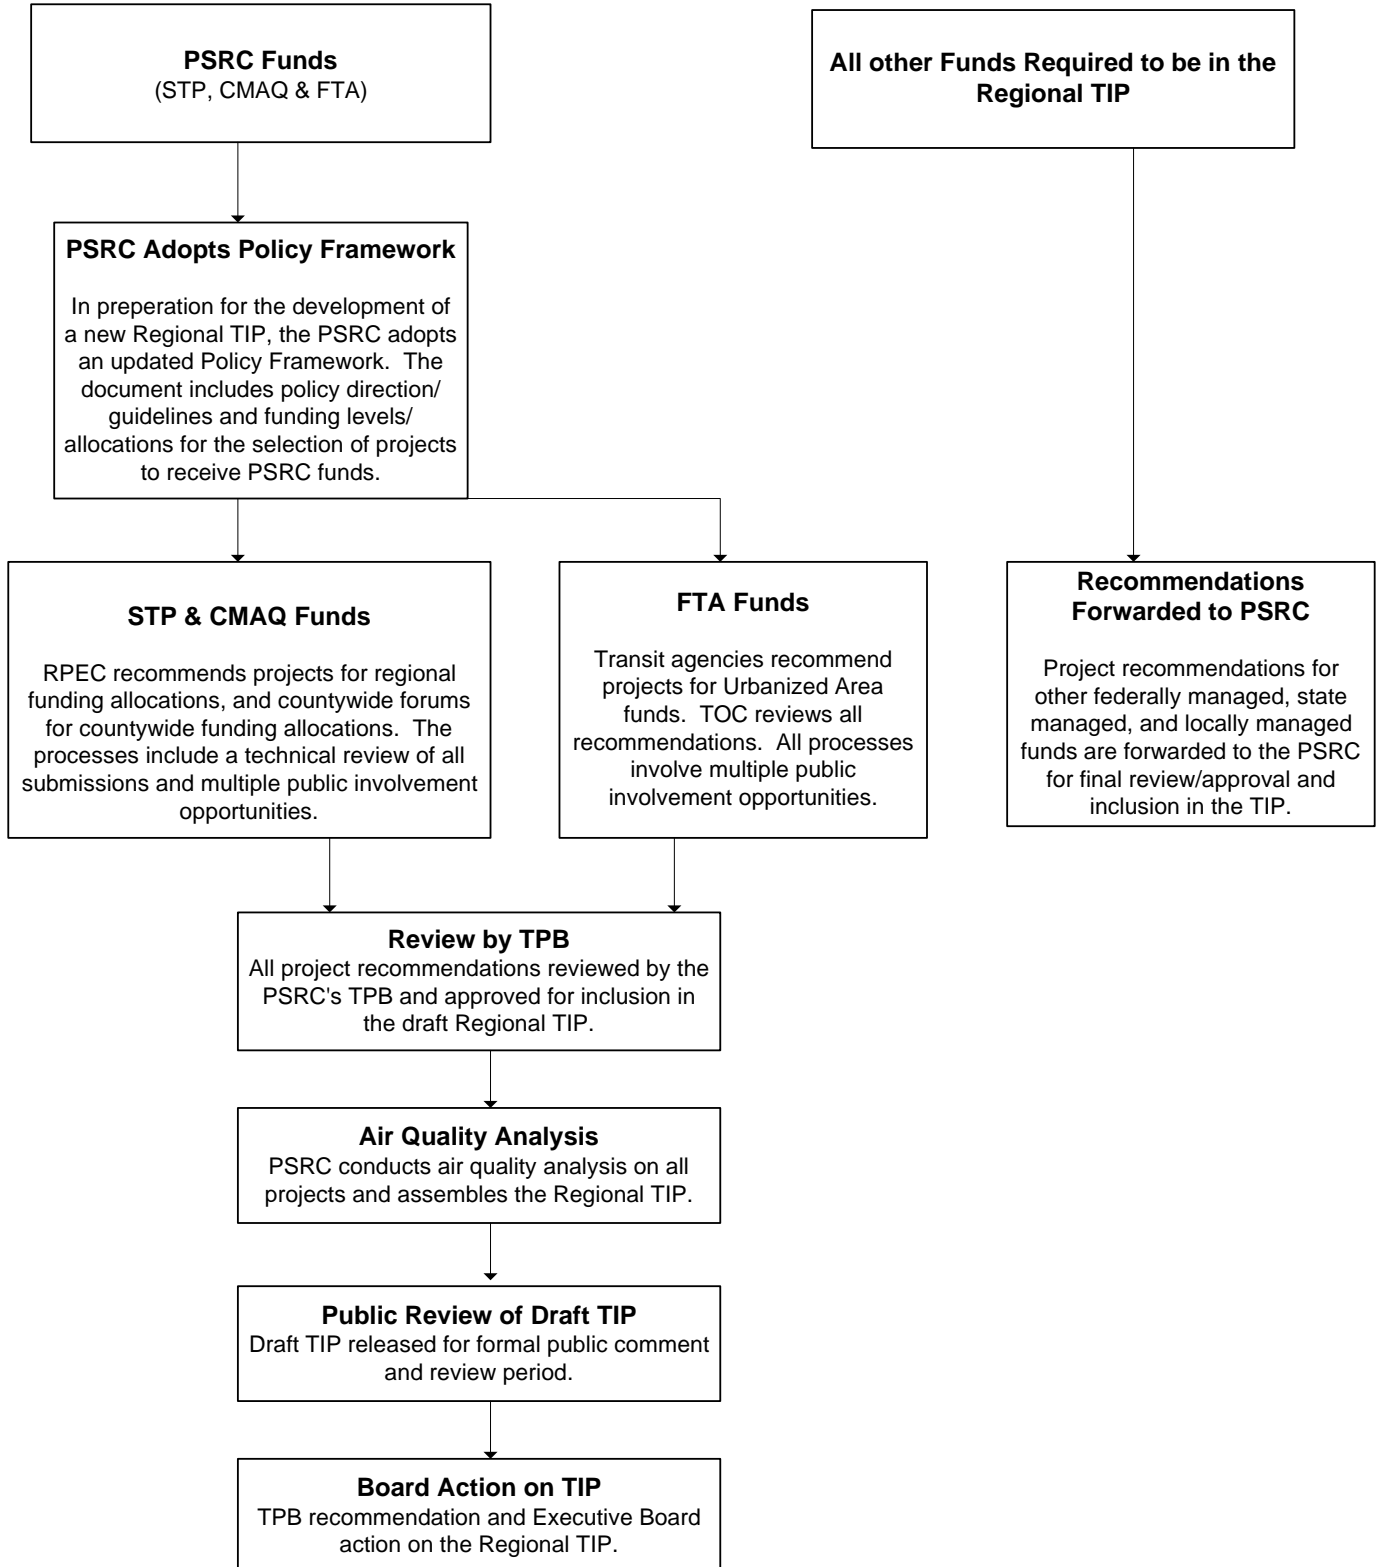 PSRC Funds
(STP, CMAQ & FTA)
All other Funds Required to be in the
Regional TIP
PSRC Adopts Policy Framework
In preperation for the development of
a new Regional TIP, the PSRC adopts
an updated Policy Framework.  The
document includes policy direction/
guidelines and funding levels/
allocations for the selection of projects
to receive PSRC funds.
STP & CMAQ Funds
RPEC recommends projects for regional
funding allocations, and countywide forums
for countywide funding allocations.  The
processes include a technical review of all
submissions and multiple public involvement
opportunities.
FTA Funds
Transit agencies recommend
projects for Urbanized Area
funds.  TOC reviews all
recommendations.  All processes
involve multiple public
involvement opportunities.
Recommendations
Forwarded to PSRC
Project recommendations for
other federally managed, state
managed, and locally managed
funds are forwarded to the PSRC
for final review/approval and
inclusion in the TIP.
Review by TPB
All project recommendations reviewed by the
PSRC's TPB and approved for inclusion in
the draft Regional TIP.
Air Quality Analysis
PSRC conducts air quality analysis on all
projects and assembles the Regional TIP.
Public Review of Draft TIP
Draft TIP released for formal public comment
and review period.
Board Action on TIP
TPB recommendation and Executive Board
action on the Regional TIP.